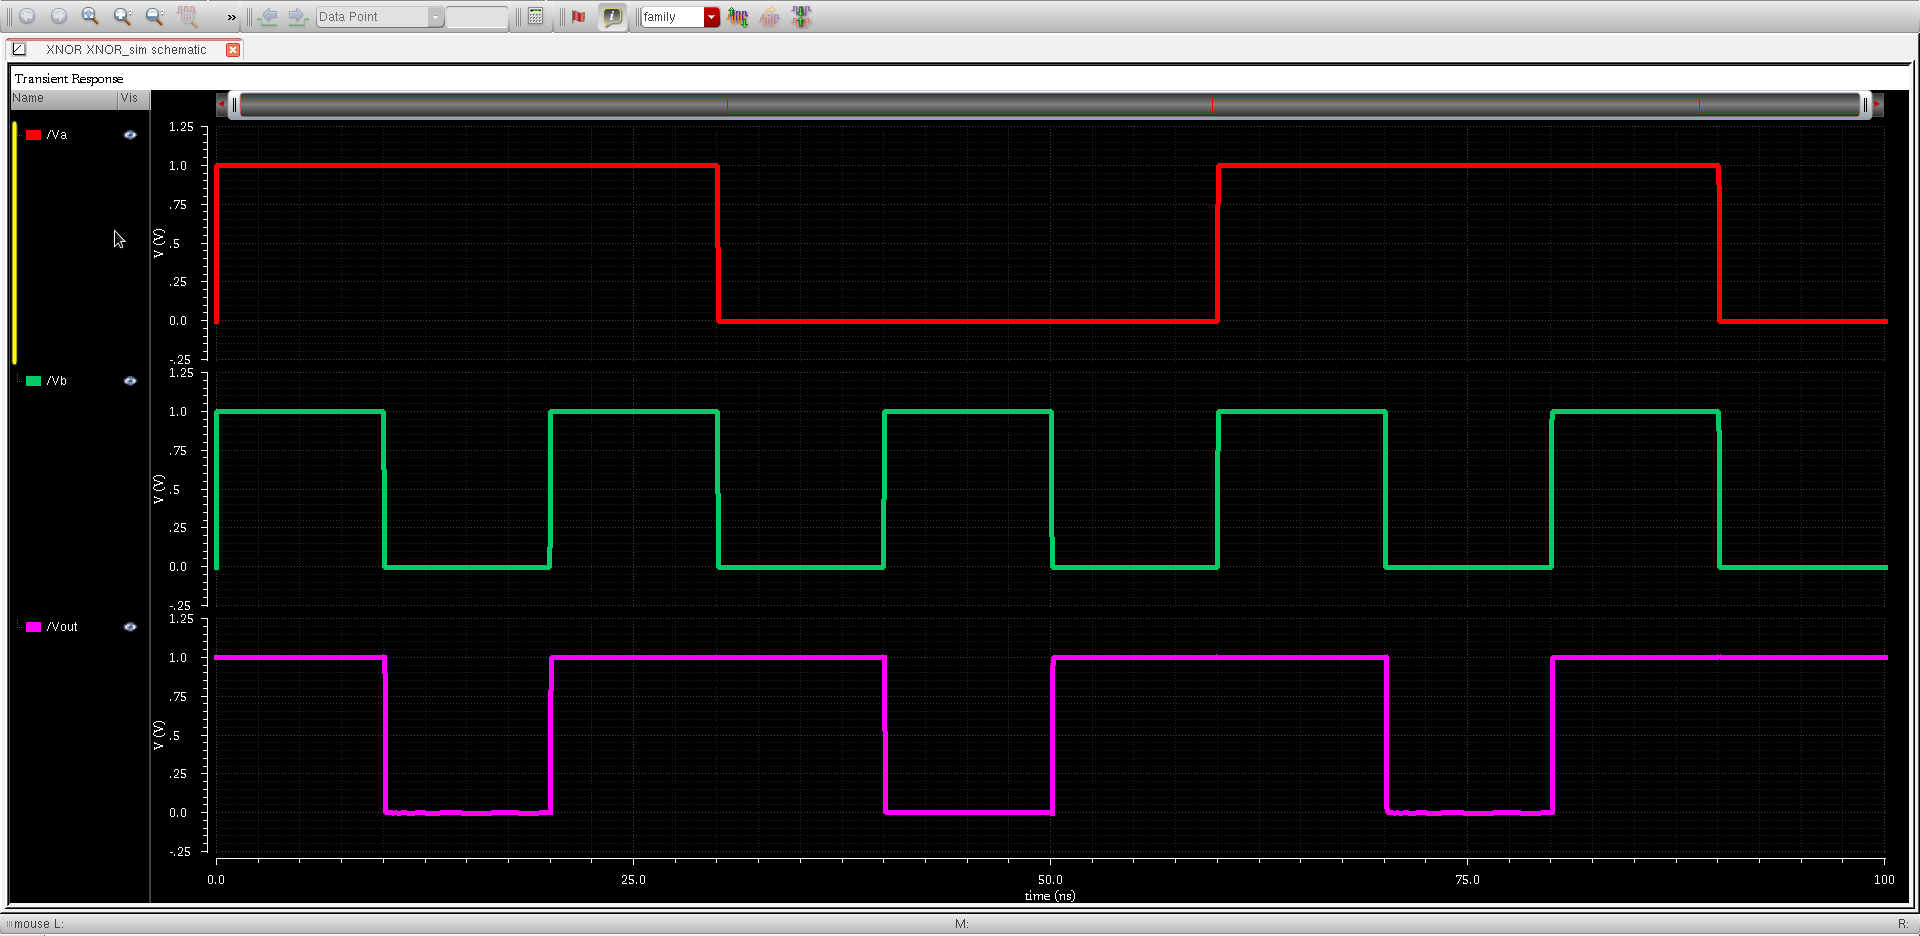 » Data Point family
XNOR XNOR_sim schematic
Transient Response
Name Vis
/Va
1.25
1.0
.75
.5
.25
0.0
-.25
V (V)
/Vb
1.25
1.0
.75
.5
.25
0.0
-.25
V (V)
/Vout
1.25
1.0
.75
.5
.25
0.0
-.25
V (V)
0.0 25.0 50.0 75.0 100
time (ns)
mouse L: M: R: